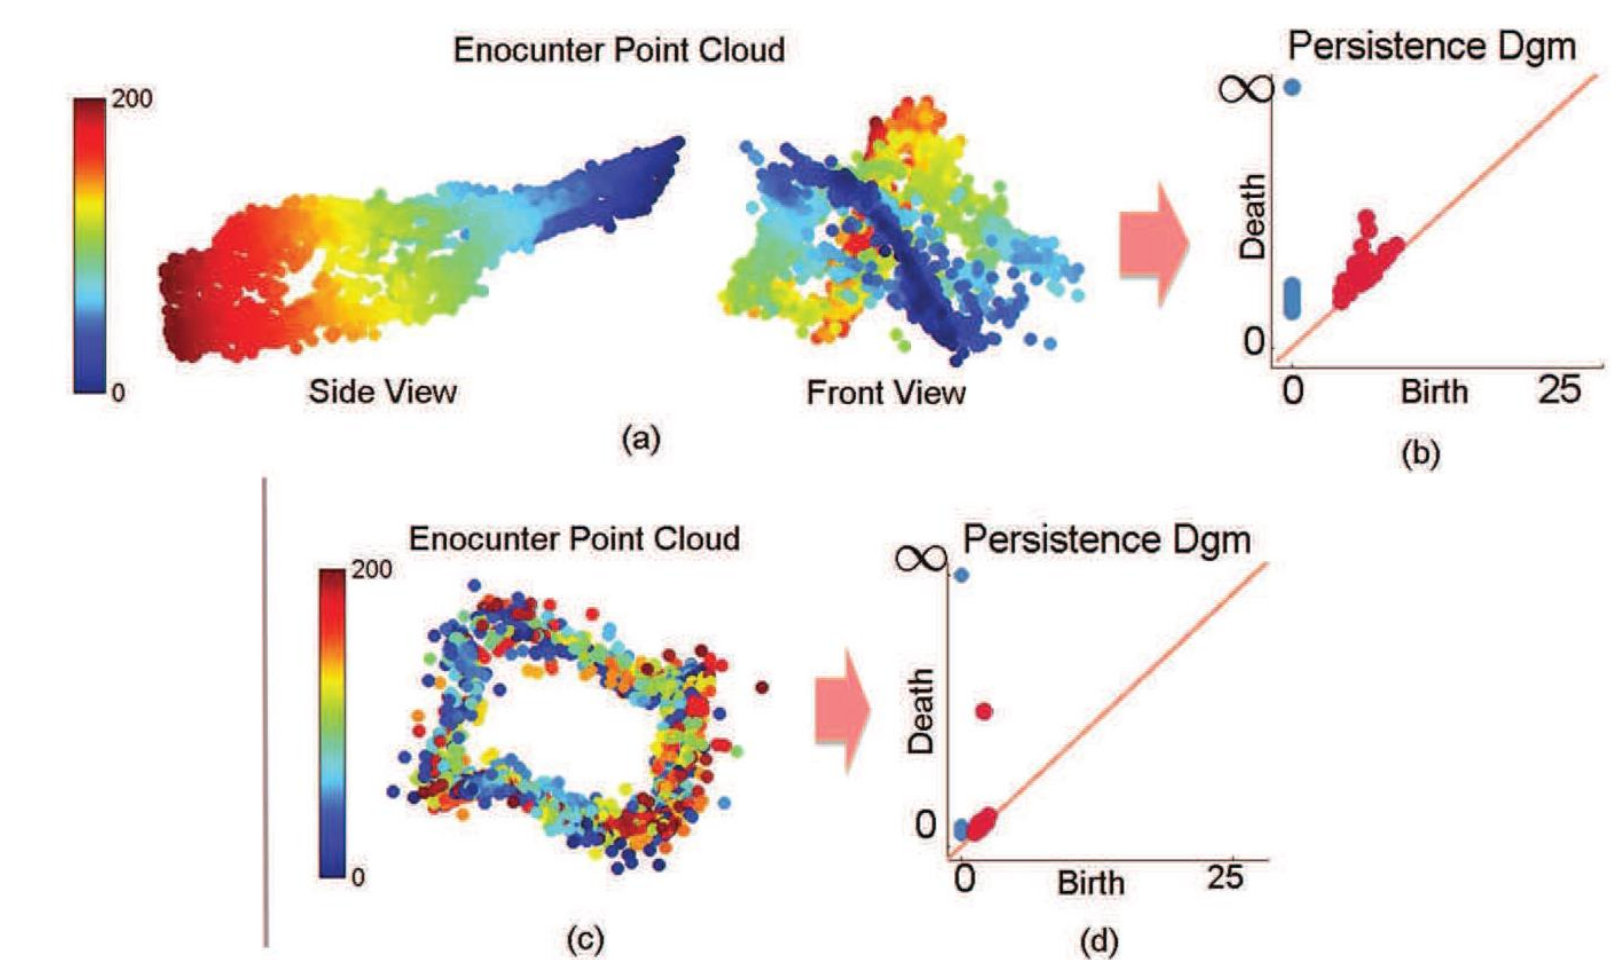 Enocunter Point Cloud
200
0
Side View
Front View
(a)
Persistence Dgm
∞
Death
0
0
Birth
25
(b)
Enocunter Point Cloud
200
0
(c)
Persistence Dgm
∞
Death
0
0
Birth
25
(d)